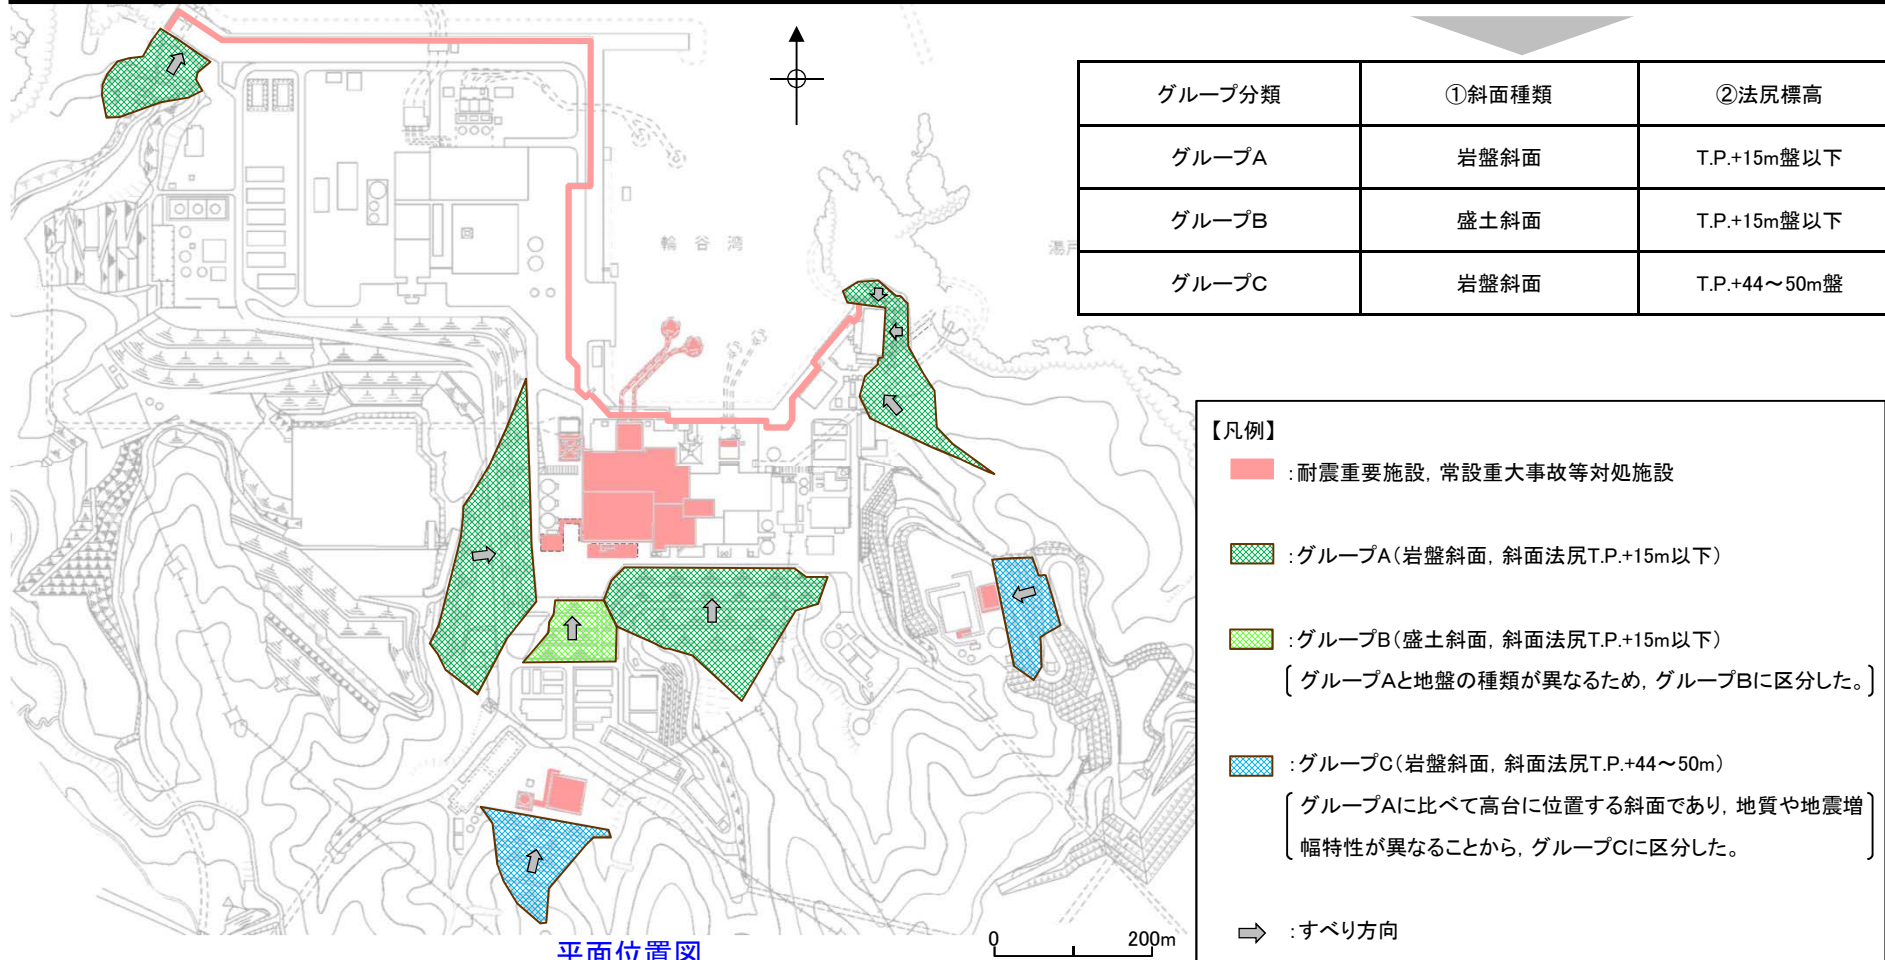 グループ分類 ①斜面種類 ②法尻標高
グループA 岩盤斜面 T.P.+15m盤以下
グループB 盛土斜面 T.P.+15m盤以下
グループC 岩盤斜面 T.P.+44～50m盤
輪谷湾
【凡例】
:耐震重要施設, 常設重大事故等対処施設
:グループA(岩盤斜面, 斜面法尻T.P.+15m以下)
:グループB(盛土斜面, 斜面法尻T.P.+15m以下)
グループAと地盤の種類が異なるため, グループBに区分した。
:グループC(岩盤斜面, 斜面法尻T.P.+44～50m)
グループAに比べて高台に位置する斜面であり, 地質や地震増
幅特性が異なることから, グループCに区分した。
:すべり方向
0 200m
平面位置図